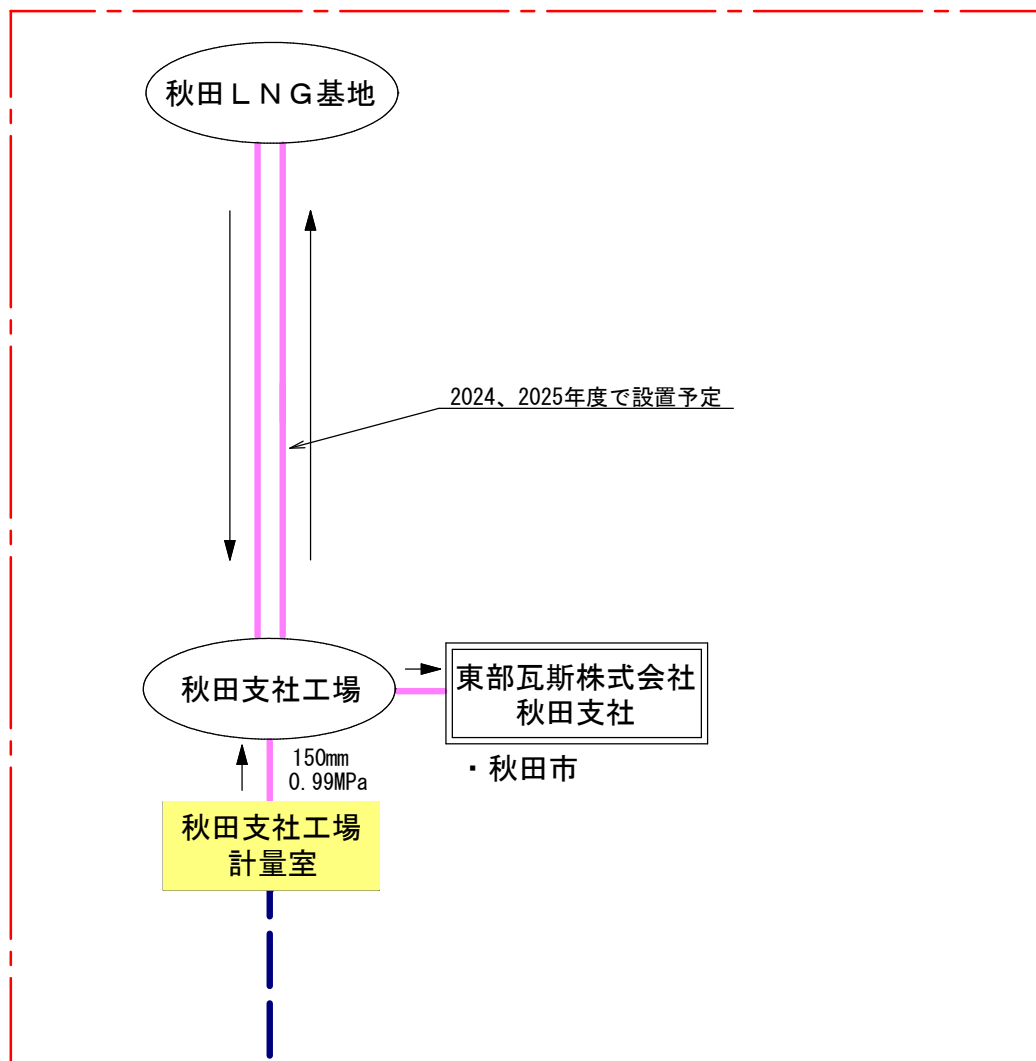 秋田ＬＮＧ基地
2024、2025年度で設置予定
秋田支社工場
東部瓦斯株式会社
秋田支社
・秋田市
150mm
0.99MPa
秋田支社工場
計量室